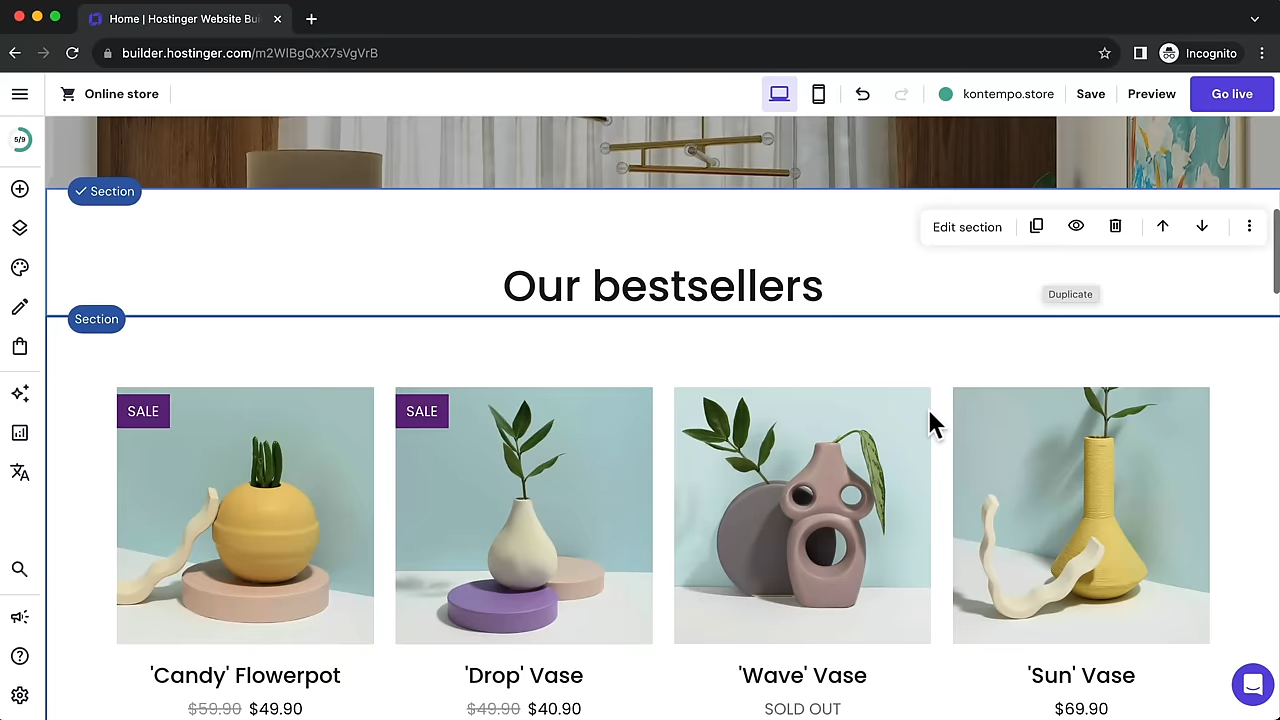 Home | Hostinger Website Bui
builder.hostinger.com/m2WIBgQxX7sVgVrB
Incognito
Online store
kontempo.store
Save
Preview
Go live
5/9
Section
Edit section
Our bestsellers
Duplicate
Section
SALE
SALE
'Candy' Flowerpot
'Drop' Vase
'Wave' Vase
'Sun' Vase
$59.90 $49.90
$49.90 $40.90
SOLD OUT
$69.90